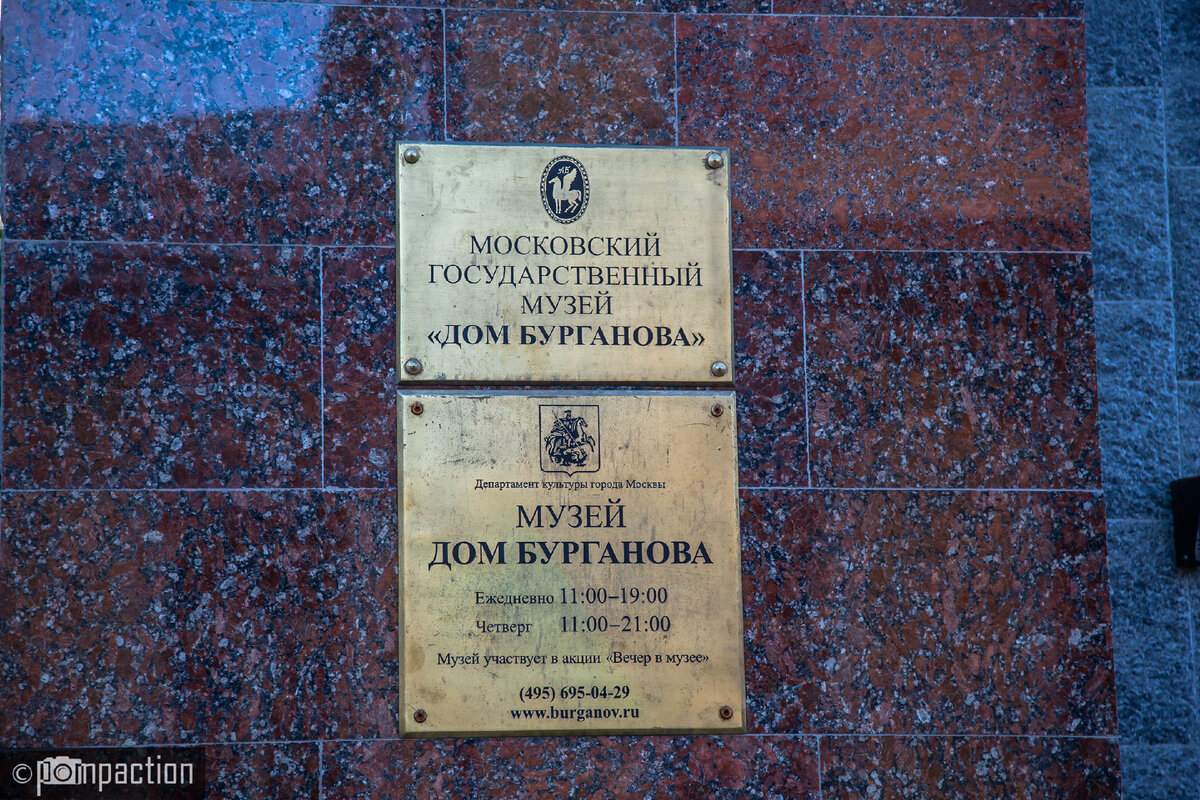 МОСКОВСКИЙ
ГОСУДАРСТВЕННЫЙ
МУЗЕЙ
«ДОМ БУРГАНОВА»
Департамент культуры города Москвы
МУЗЕЙ
ДОМ БУРГАНОВА
Ежедневно 11:00–19:00
Четверг 11:00–21:00
Музей участвует в акции «Вечер в музее»
(495) 695-04-29
www.burganov.ru
© pompaction